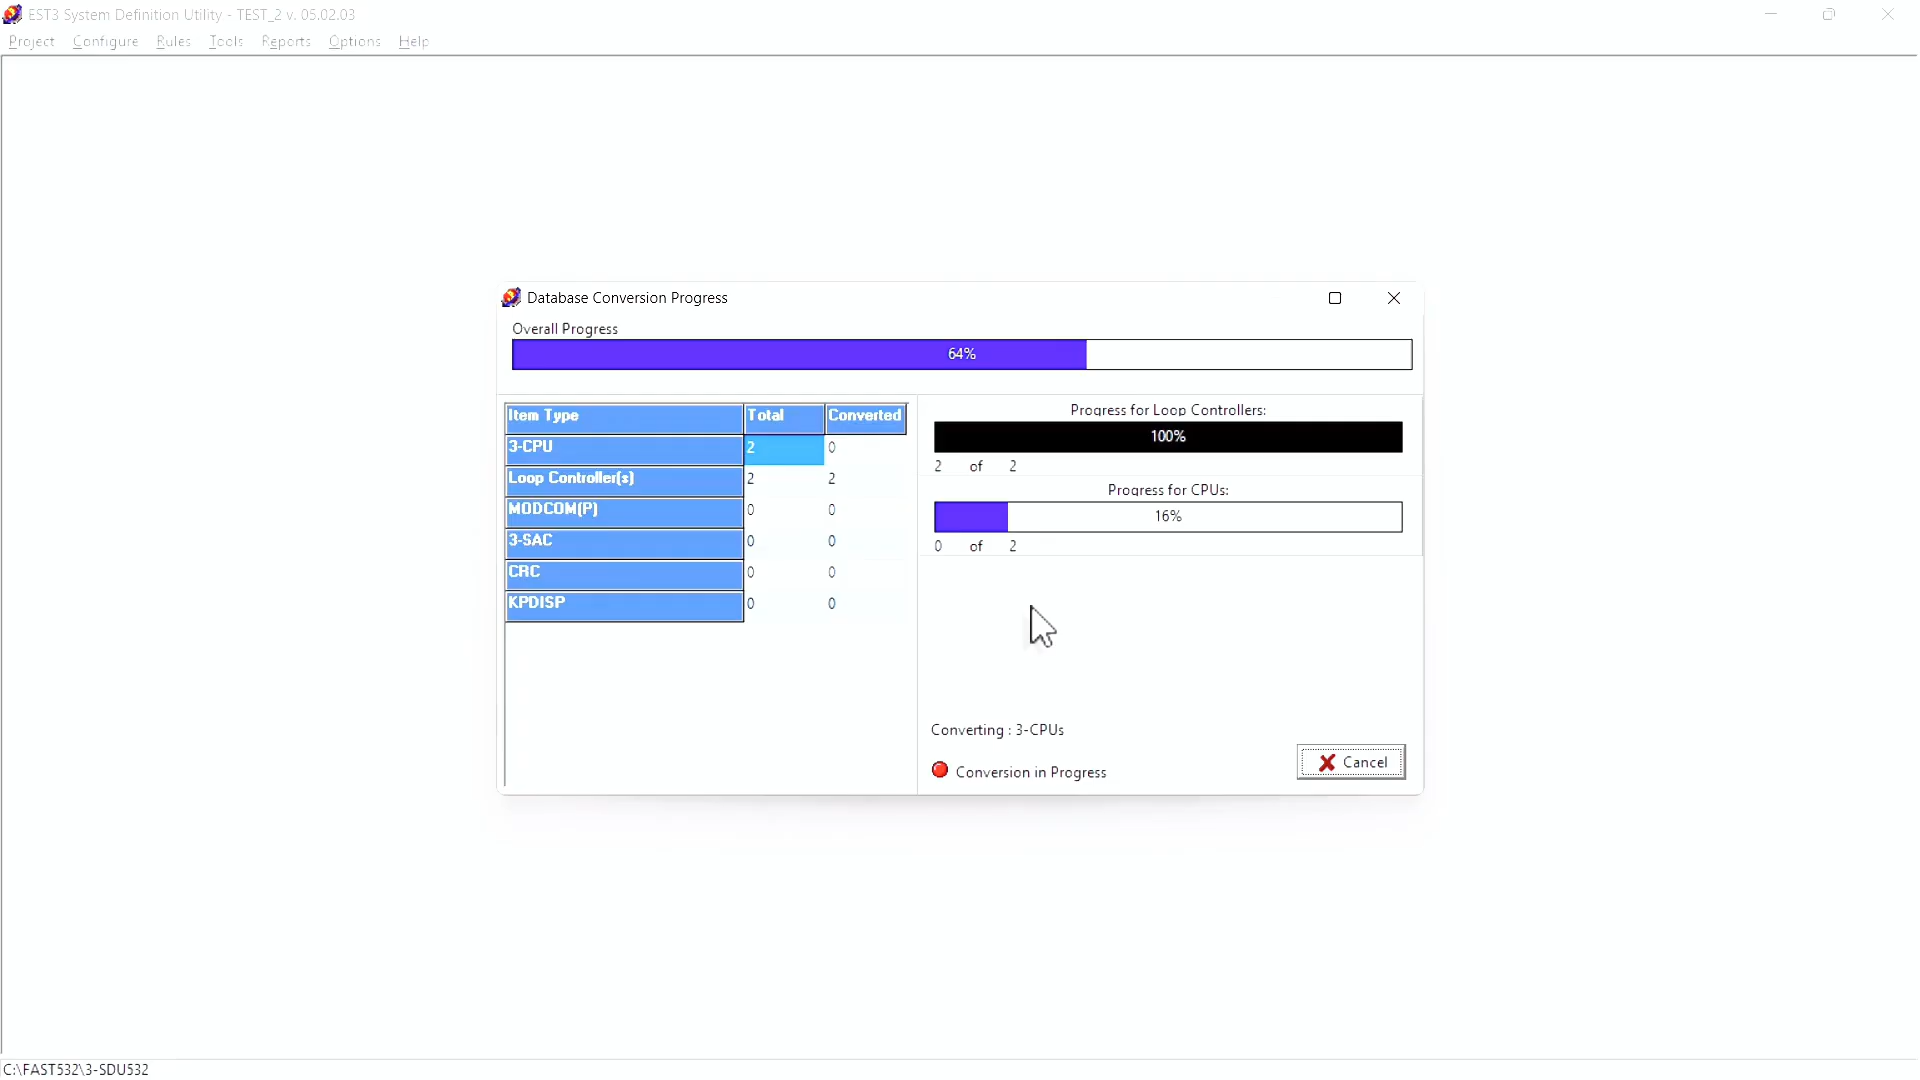 EST3 System Definition Utility - TEST_2 v. 05.02.03
Project Configure Rules Tools Reports Options Help
Database Conversion Progress
Overall Progress
64%
Item Type Total Converted
3-CPU 2 0
Loop Controller(s) 2 2
MODCOM(P) 0 0
3-SAC 0 0
CRC 0 0
KPDISP 0 0
Progress for Loop Controllers:
100%
2 of 2
Progress for CPUs:
16%
0 of 2
Converting : 3-CPUs
Conversion in Progress
Cancel
C:\FAST532\3-SDU532